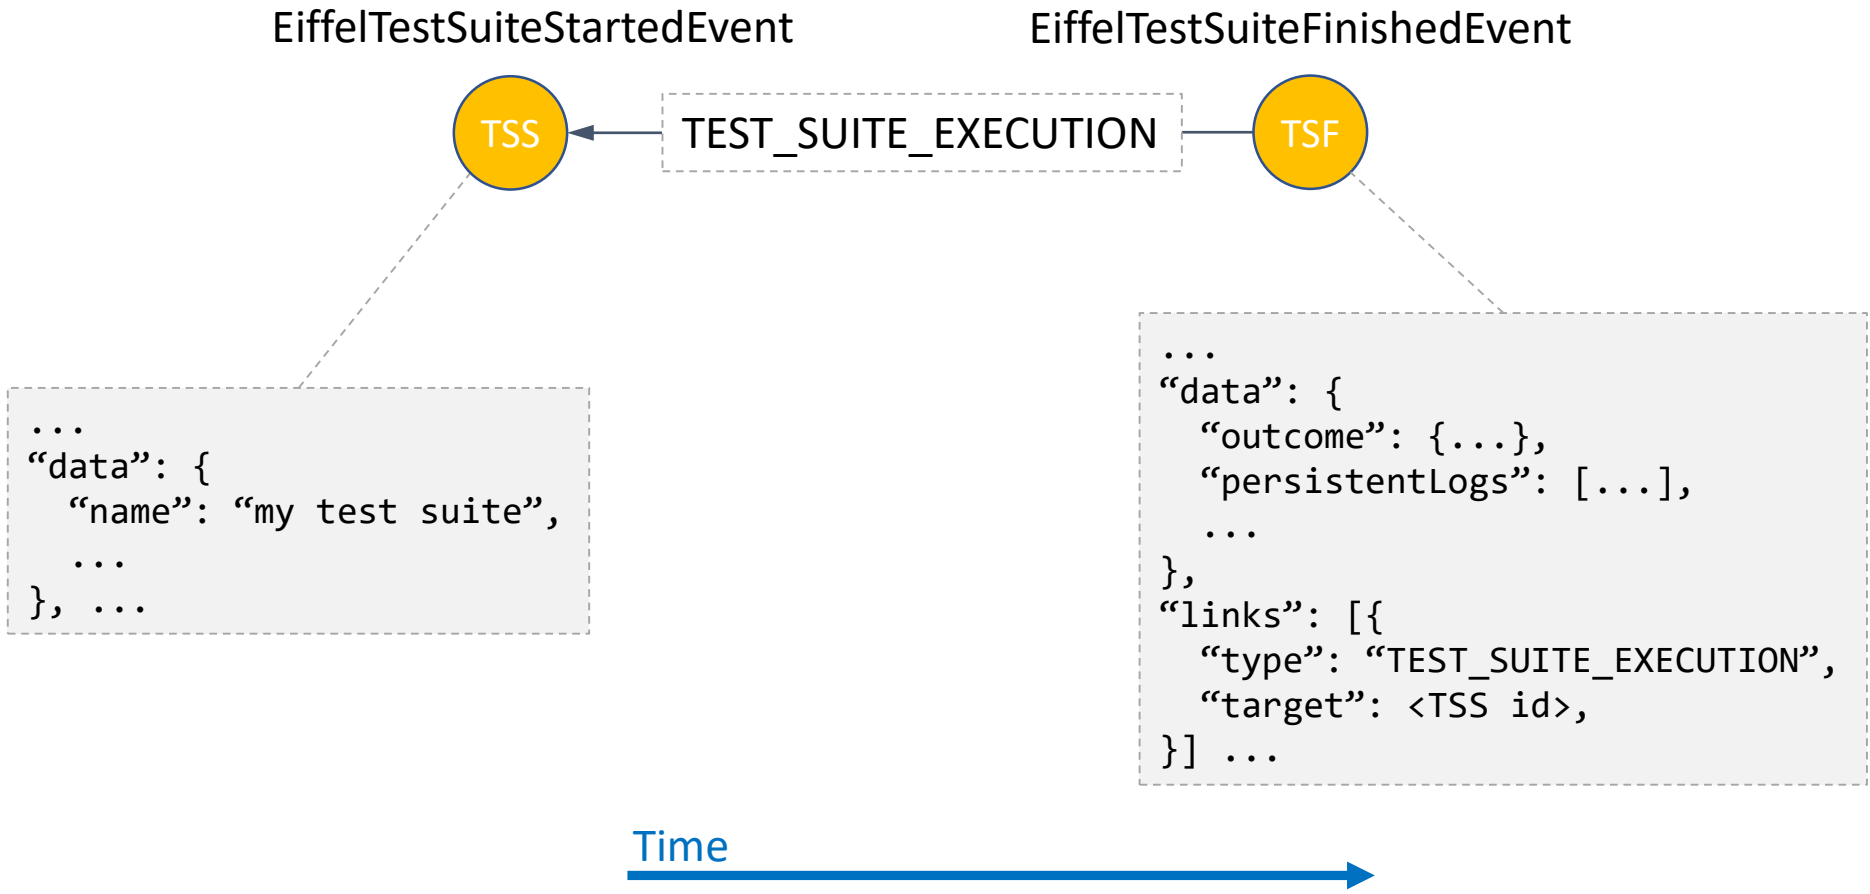 EiffelTestSuiteStartedEvent
EiffelTestSuiteFinishedEvent
TSS
TEST_SUITE_EXECUTION
TSF
...
“data”: {
“name”: “my test suite”,
...
}, ...
...
“data”: {
“outcome”: {...},
“persistentLogs”: [...],
...
},
“links”: [{
“type”: “TEST_SUITE_EXECUTION”,
“target”: <TSS id>,
}] ...
Time